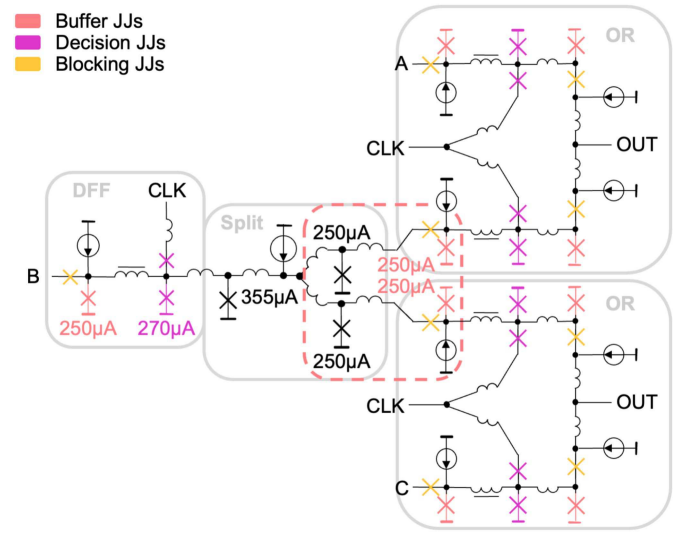 Buffer JJs
Decision JJs
Blocking JJs
OR
A
CLK
OUT
DFF
CLK
Split
250µA
B
250µA
250µA
355µA
250µA
270µA
250µA
OR
CLK
OUT
C